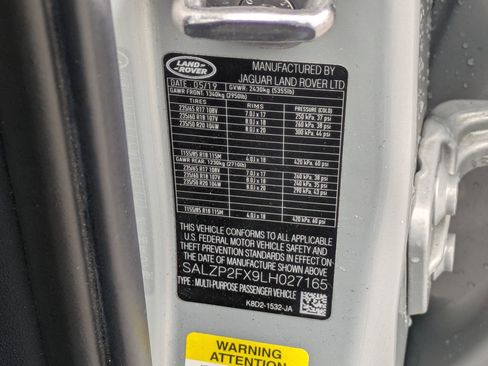 LAND-
ROVER
MANUFACTURED BY
JAGUAR LAND ROVER LTD
DATE 05/19 GVWR. 2430kg (5355lb)
GAWR FRONT. 1340kg (2950lb)
TIRES RIMS PRESSURE (COLD)
235/65 R17 108V 7.0J x 17 250 kPa. 37 psi
235/60 R18 107V 8.0J x 18 260 kPa. 38 psi
235/50 R20 104W 8.0J x 20 300 kPa. 44 psi
T155/85 R18 115M 4.0J x 18 420 kPa. 60 psi
GAWR REAR. 1230kg (2710lb)
235/65 R17 108V 7.0J x 17 260 kPa. 38 psi
235/60 R18 107V 8.0J x 18 240 kPa. 35 psi
235/50 R20 104W 8.0J x 20 290 kPa. 43 psi
T155/85 R18 115M 4.0J x 18 420 kPa. 60 psi
THIS VEHICLE CONFORMS TO ALL APPLICABLE
U.S. FEDERAL MOTOR VEHICLE SAFETY AND
THEFT PREVENTION STANDARDS IN EFFECT ON
THE DATE OF MANUFACTURE SHOWN ABOVE.
SALZP2FX9LH027165
TYPE : MULTI-PURPOSE PASSENGER VEHICLE
K8D2-1532-JA
WARNING
ATTENTION